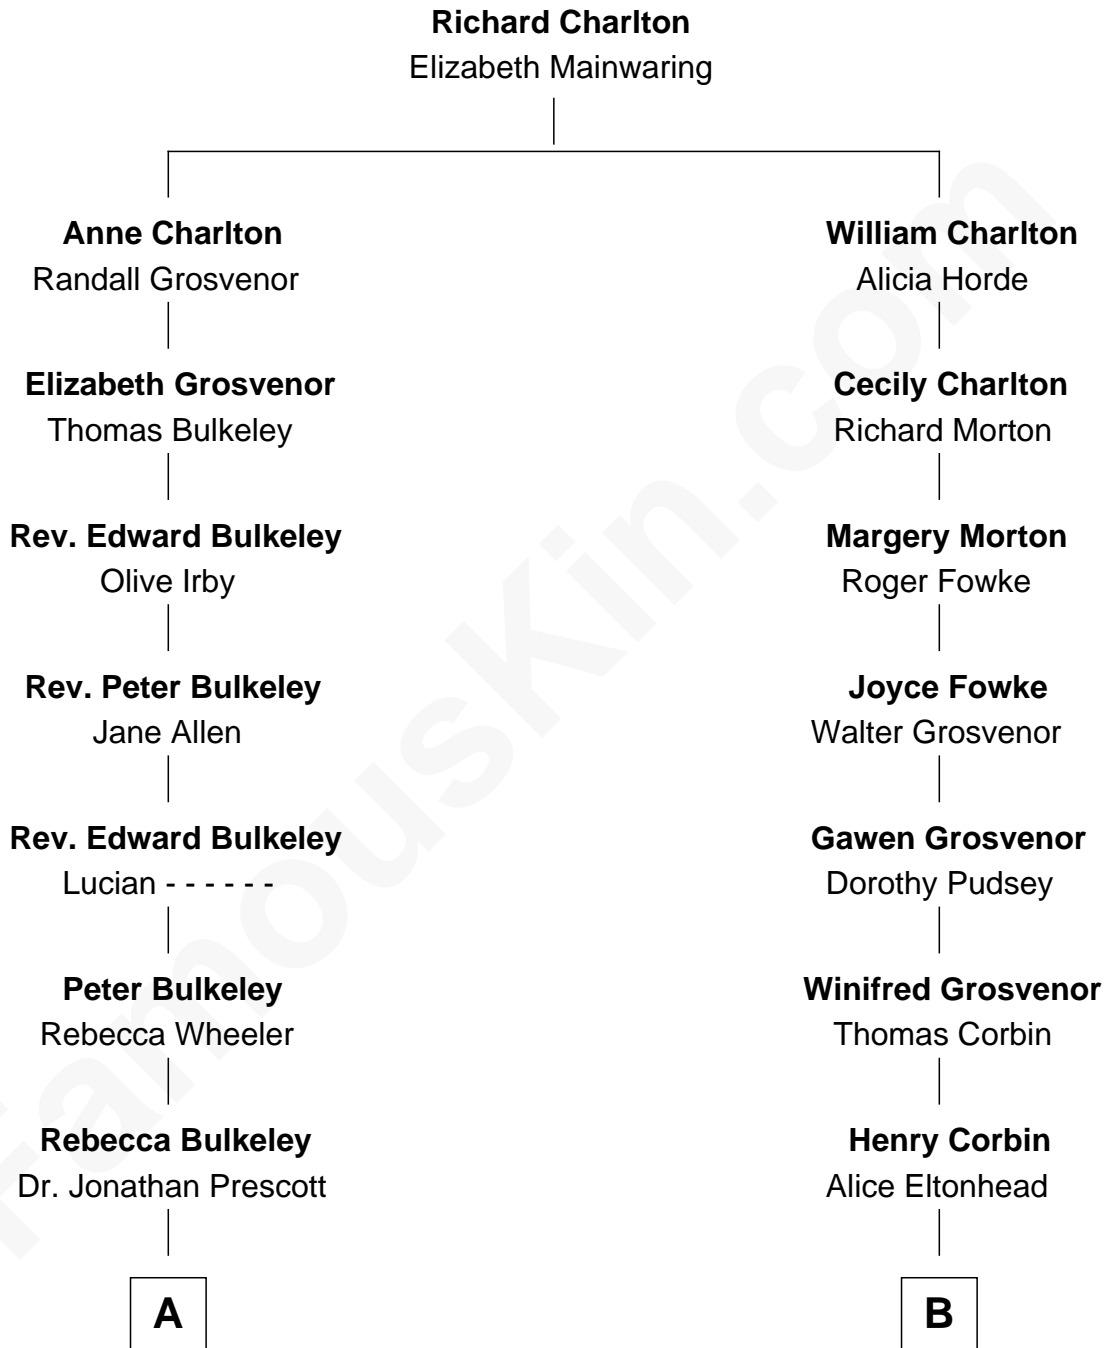 Richard Charlton
Elizabeth Mainwaring
Anne Charlton
Randall Grosvenor
William Charlton
Alicia Horde
Elizabeth Grosvenor
Thomas Bulkeley
Cecily Charlton
Richard Morton
Rev. Edward Bulkeley
Olive Irby
Margery Morton
Roger Fowke
Rev. Peter Bulkeley
Jane Allen
Joyce Fowke
Walter Grosvenor
Rev. Edward Bulkeley
Lucian - - - - - -
Gawen Grosvenor
Dorothy Pudsey
Peter Bulkeley
Rebecca Wheeler
Winifred Grosvenor
Thomas Corbin
Rebecca Bulkeley
Dr. Jonathan Prescott
Henry Corbin
Alice Eltonhead
A
B
FamousKin.com